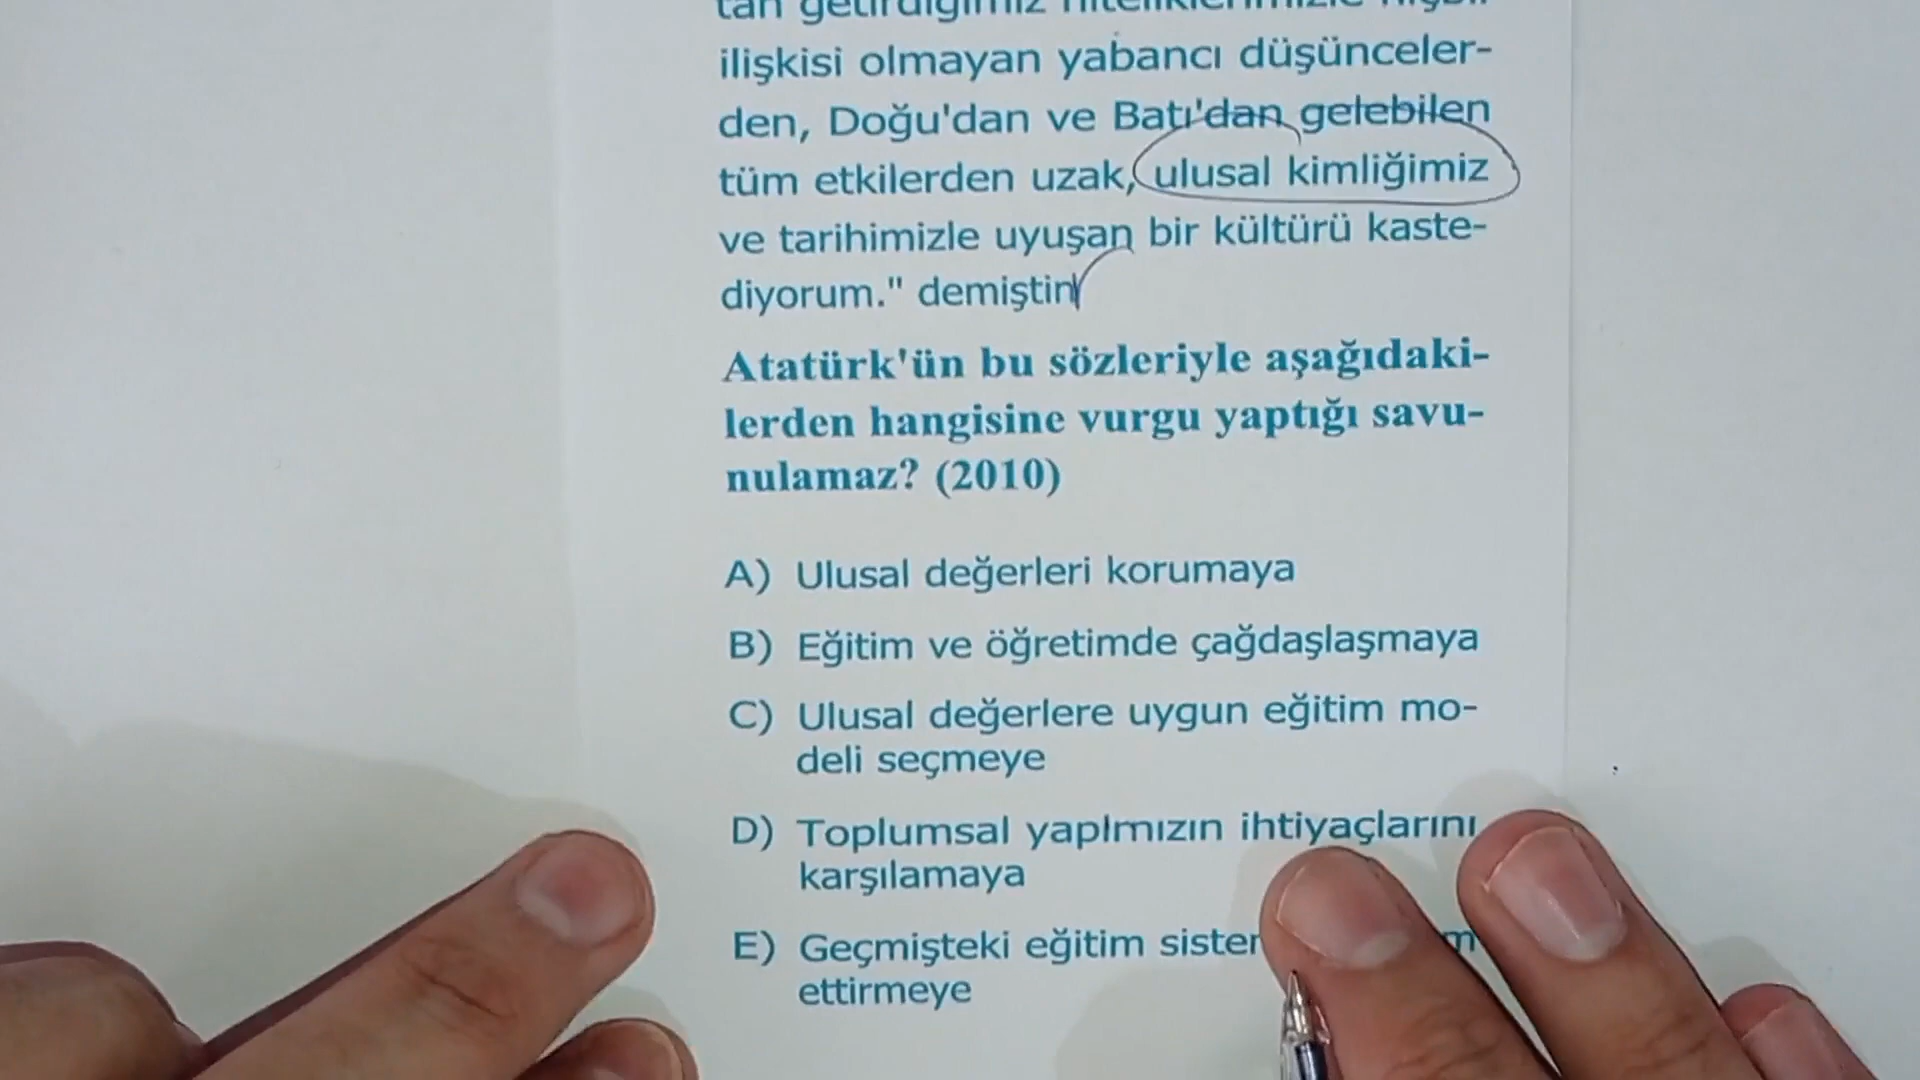 ilişkisi olmayan yabancı düşünceler-
den, Doğu'dan ve Batı'dan gelebilen
tüm etkilerden uzak, ulusal kimliğimiz
ve tarihimizle uyuşan bir kültürü kaste-
diyorum." demiştir.
Atatürk'ün bu sözleriyle aşağıdaki-
lerden hangisine vurgu yaptığı savu-
nulamaz? (2010)
A) Ulusal değerleri korumaya
B) Eğitim ve öğretimde çağdaşlaşmaya
C) Ulusal değerlere uygun eğitim mo-
deli seçmeye
D) Toplumsal yapımızın ihtiyaçlarını
karşılamaya
E) Geçmişteki eğitim
ettirmeye